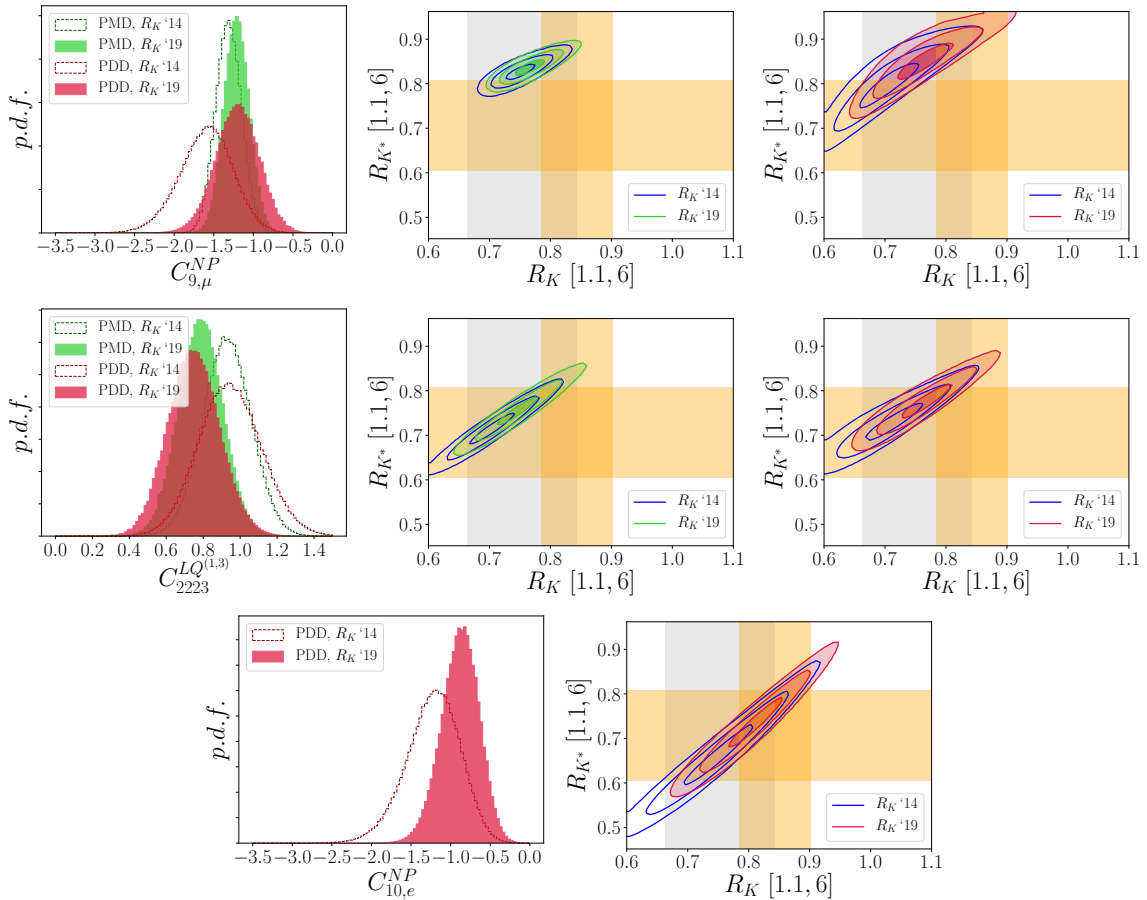 p.d.f.
PMD, R_K ‘14
PMD, R_K ‘19
PDD, R_K ‘14
PDD, R_K ‘19
−3.5 −3.0 −2.5 −2.0 −1.5 −1.0 −0.5 0.0
C_{9,μ}^{NP}
R_{K*} [1.1, 6]
0.9
0.8
0.7
0.6
0.5
R_K ‘14
R_K ‘19
0.6 0.7 0.8 0.9 1.0 1.1
R_K [1.1, 6]
R_{K*} [1.1, 6]
0.9
0.8
0.7
0.6
0.5
R_K ‘14
R_K ‘19
0.6 0.7 0.8 0.9 1.0 1.1
R_K [1.1, 6]
p.d.f.
PMD, R_K ‘14
PMD, R_K ‘19
PDD, R_K ‘14
PDD, R_K ‘19
0.0 0.2 0.4 0.6 0.8 1.0 1.2 1.4
C_{2223}^{LQ^{(1,3)}}
R_{K*} [1.1, 6]
0.9
0.8
0.7
0.6
0.5
R_K ‘14
R_K ‘19
0.6 0.7 0.8 0.9 1.0 1.1
R_K [1.1, 6]
R_{K*} [1.1, 6]
0.9
0.8
0.7
0.6
0.5
R_K ‘14
R_K ‘19
0.6 0.7 0.8 0.9 1.0 1.1
R_K [1.1, 6]
p.d.f.
PDD, R_K ‘14
PDD, R_K ‘19
−3.5 −3.0 −2.5 −2.0 −1.5 −1.0 −0.5 0.0
C_{10,e}^{NP}
R_{K*} [1.1, 6]
0.9
0.8
0.7
0.6
0.5
R_K ‘14
R_K ‘19
0.6 0.7 0.8 0.9 1.0 1.1
R_K [1.1, 6]